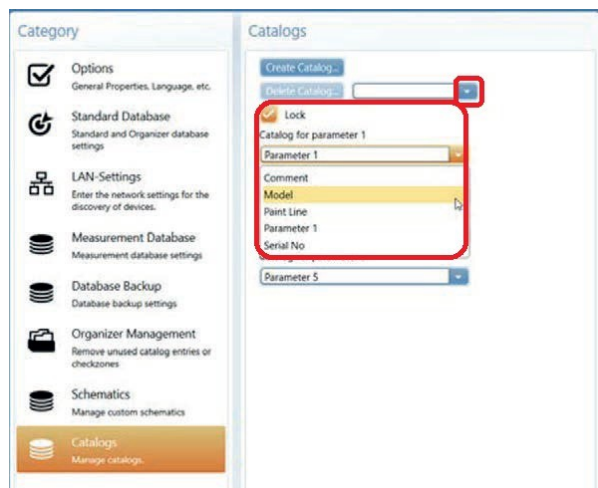 Category
Options
General Properties, Language, etc.
Standard Database
Standard and Organizer database
settings
LAN-Settings
Enter the network settings for the
discovery of devices.
Measurement Database
Measurement database settings
Database Backup
Database backup settings
Organizer Management
Remove unused catalog entries or
checkzones
Schematics
Manage custom schematics
Catalogs
Manage catalogs.
Catalogs
Create Catalog...
Delete Catalog...
Lock
Catalog for parameter 1
Parameter 1
Comment
Model
Paint Line
Parameter 1
Serial No
Parameter 5